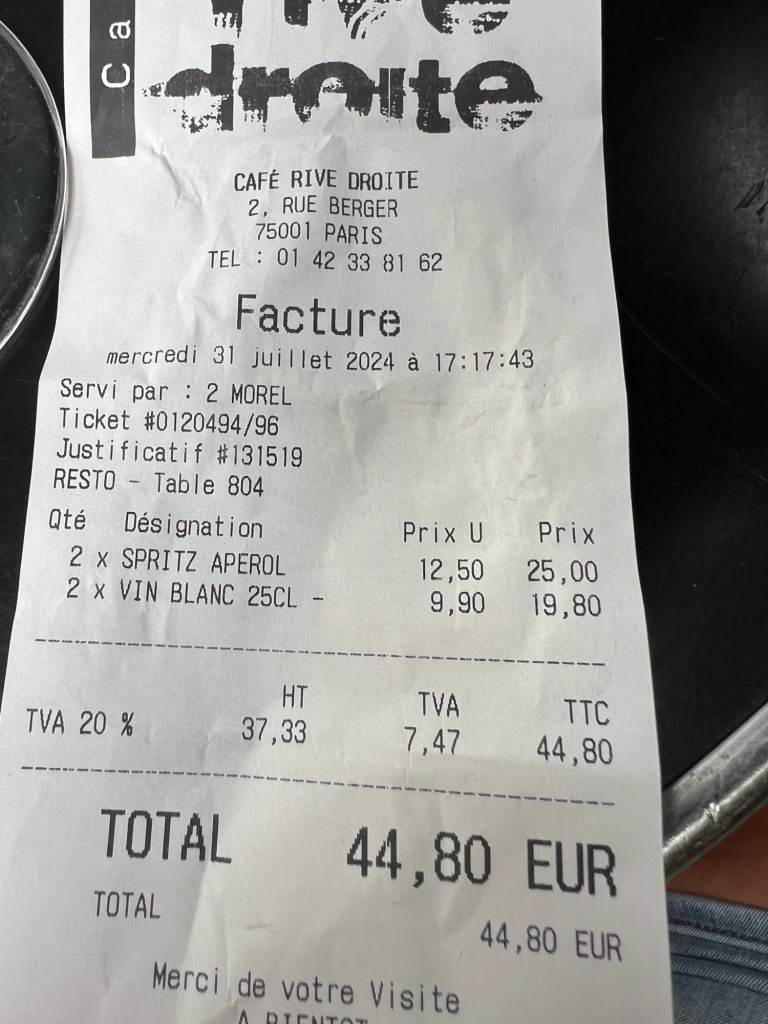 Ca
droite
CAFÉ RIVE DROITE
2, RUE BERGER
75001 PARIS
TEL : 01 42 33 81 62
Facture
mercredi 31 juillet 2024 à 17:17:43
Servi par : 2 MOREL
Ticket #0120494/96
Justificatif #131519
RESTO - Table 804
Qté Désignation Prix U Prix
2 x SPRITZ APEROL 12,50 25,00
2 x VIN BLANC 25CL - 9,90 19,80
HT TVA TTC
TVA 20 % 37,33 7,47 44,80
TOTAL 44,80 EUR
TOTAL 44,80 EUR
Merci de votre Visite
A BIENTOT